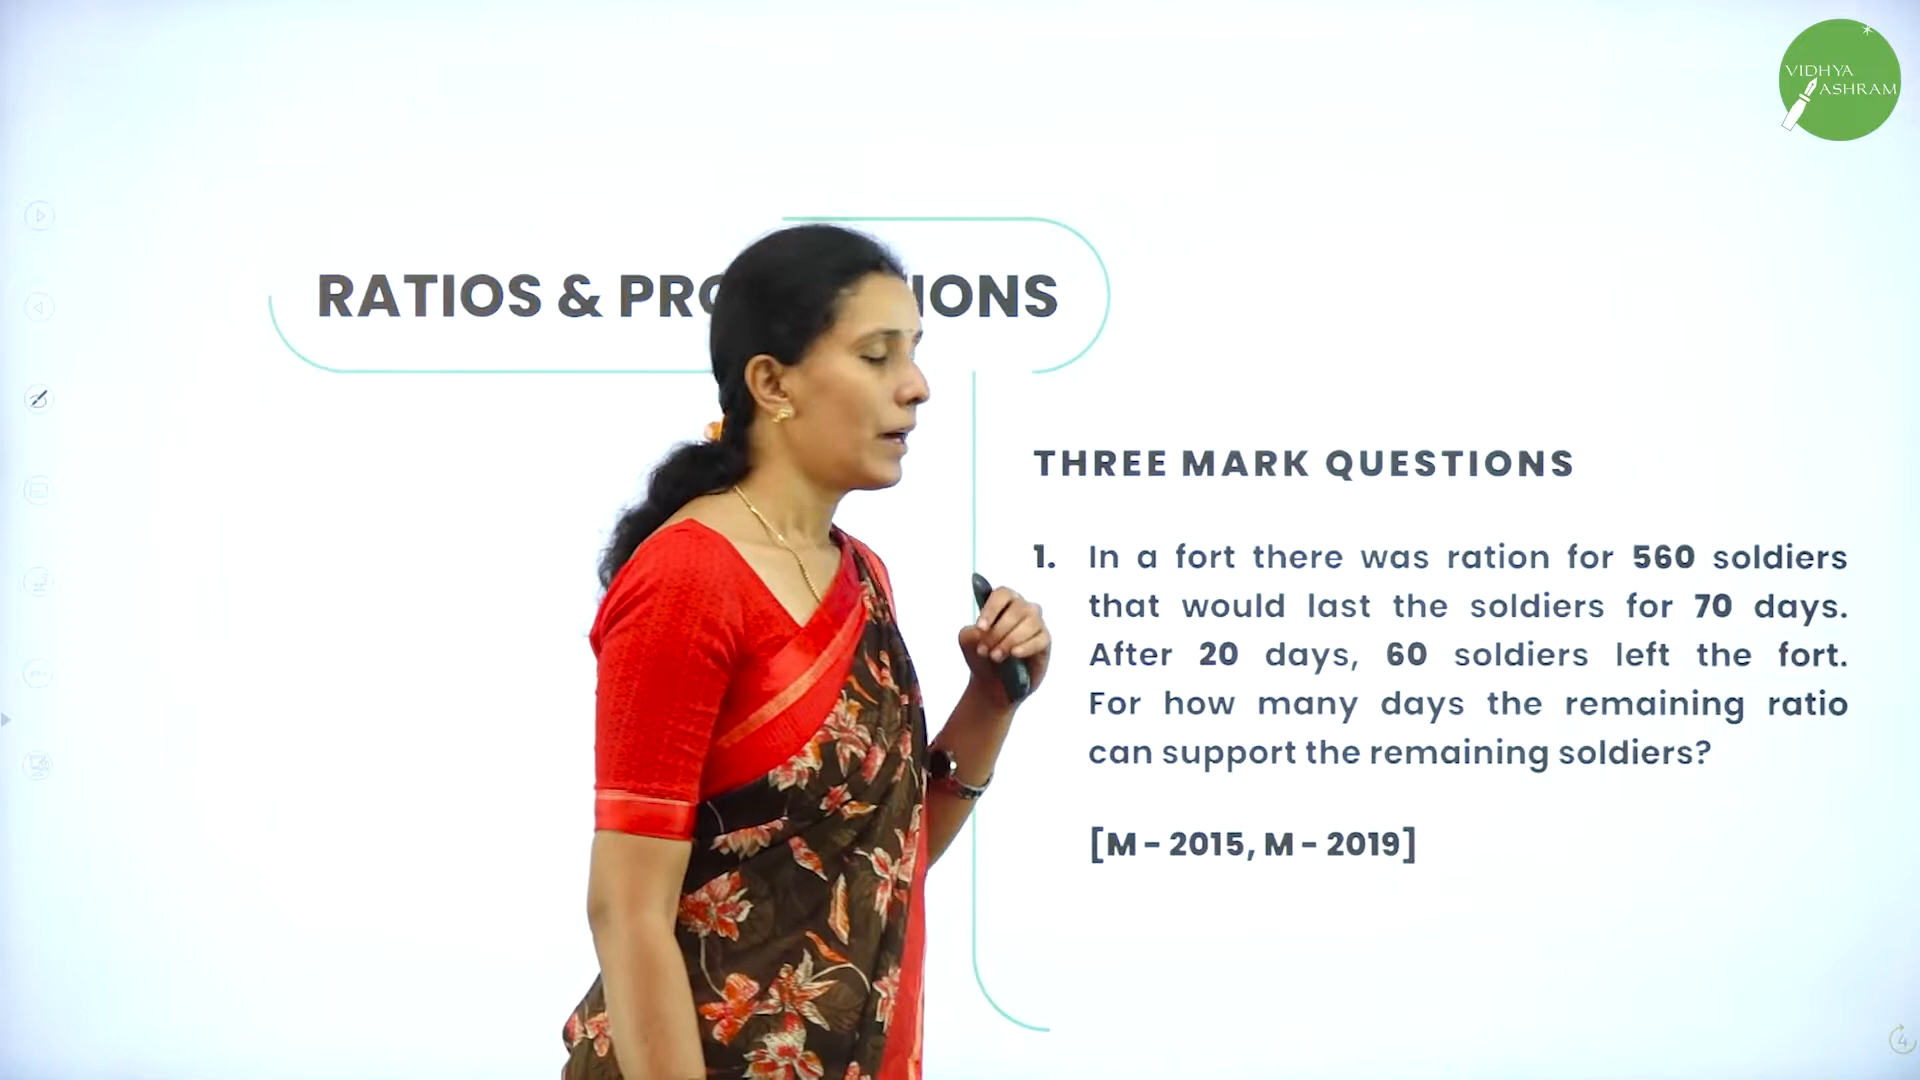 VIDHYA
ASHRAM
RATIOS & PRO IONS
THREE MARK QUESTIONS
1. In a fort there was ration for 560 soldiers
that would last the soldiers for 70 days.
After 20 days, 60 soldiers left the fort.
For how many days the remaining ratio
can support the remaining soldiers?
[M - 2015, M - 2019]
4